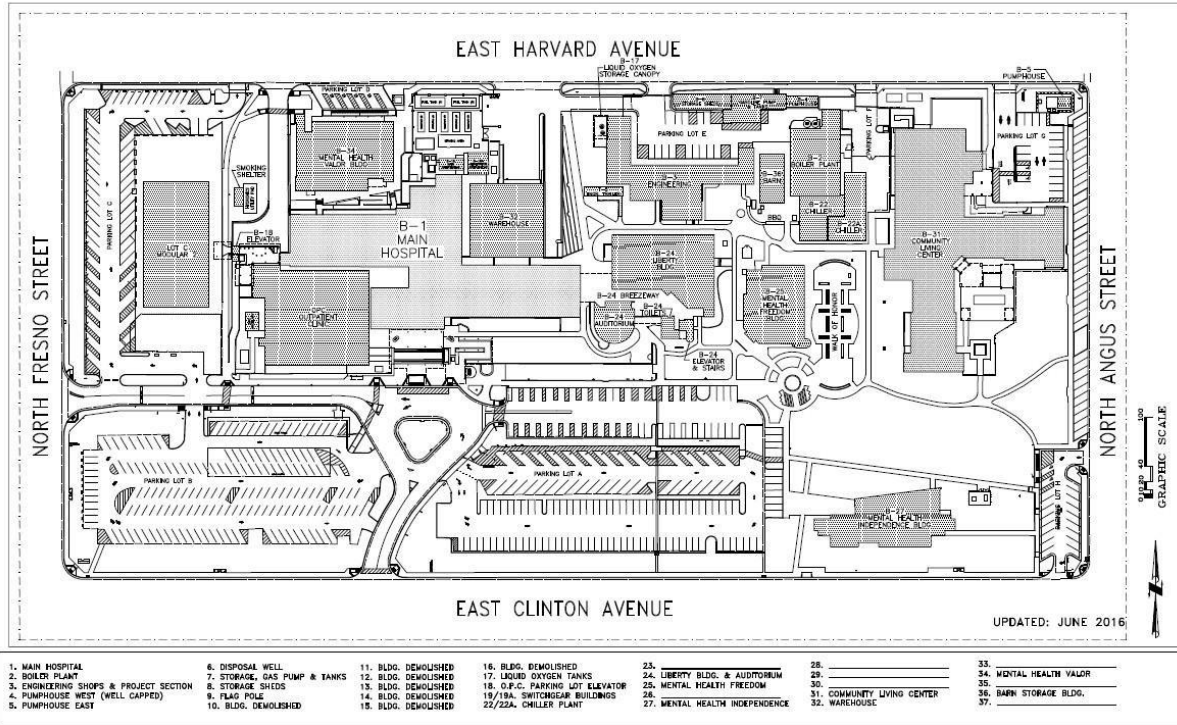 EAST HARVARD AVENUE
B-17
LIQUID OXYGEN
STORAGE CANOPY
B-5
PUMPHOUSE
PARKING LOT D
PARKING LOT E
PARKING LOT G
B-34
MENTAL HEALTH
VALOR BLDG
SMOKING
SHELTER
PARKING LOT C
B-3
ENGINEERING
B-36
BARN
BOILER PLANT
B-22
CHILLER
CHILLER
BBQ
B-32
WAREHOUSE
B-1
MAIN
HOSPITAL
B-18
ELEVATOR
LOT C
MODULAR 2
B-24
LIBERTY
BLDG
B-31
COMMUNITY
LIVING
CENTER
OUTPATIENT
CLINIC
B-24 BREEZEWAY
B-24
TOILETS
B-24
AUDITORIUM
B-25
MENTAL
HEALTH
FREEDOM
BLDG
WALK OF HONOR
B-24
ELEVATOR
& STAIRS
NORTH FRESNO STREET
NORTH ANGUS STREET
PARKING LOT B
PARKING LOT A
MENTAL HEALTH
INDEPENDENCE BLDG
PARKING LOT H
GRAPHIC SCALE
EAST CLINTON AVENUE
UPDATED: JUNE 2016
1. MAIN HOSPITAL
2. BOILER PLANT
3. ENGINEERING SHOPS & PROJECT SECTION
4. PUMPHOUSE WEST (WELL CAPPED)
5. PUMPHOUSE EAST
6. DISPOSAL WELL
7. STORAGE, GAS PUMP & TANKS
8. STORAGE SHEDS
9. FLAG POLE
10. BLDG. DEMOLISHED
11. BLDG. DEMOLISHED
12. BLDG. DEMOLISHED
13. BLDG. DEMOLISHED
14. BLDG. DEMOLISHED
15. BLDG. DEMOLISHED
16. BLDG. DEMOLISHED
17. LIQUID OXYGEN TANKS
18. O.P.C. PARKING LOT ELEVATOR
19/19A. SWITCHGEAR BUILDINGS
22/22A. CHILLER PLANT
23.
24. LIBERTY BLDG. & AUDITORIUM
25. MENTAL HEALTH FREEDOM
26.
27. MENTAL HEALTH INDEPENDENCE
28.
29.
30.
31. COMMUNITY LIVING CENTER
32. WAREHOUSE
33.
34. MENTAL HEALTH VALOR
35.
36. BARN STORAGE BLDG.
37.